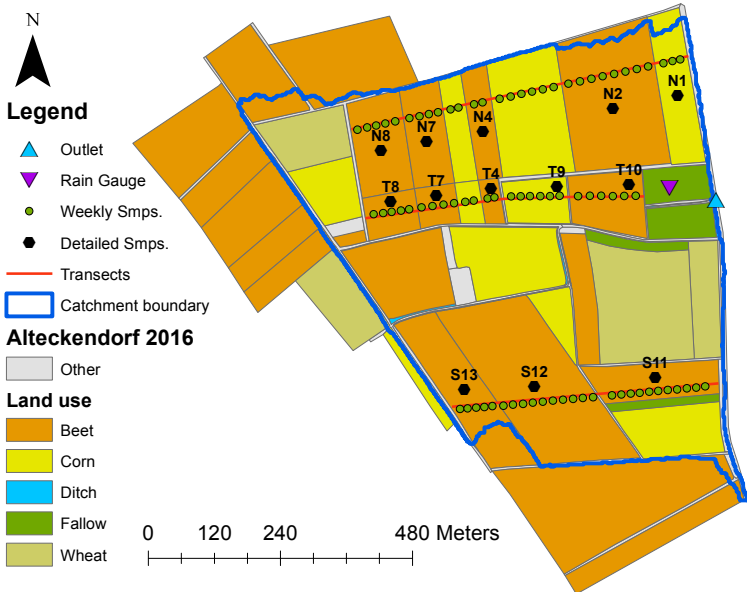 N
Legend
Outlet
Rain Gauge
Weekly Smps.
Detailed Smps.
Transects
Catchment boundary
Alteckendorf 2016
Other
Land use
Beet
Corn
Ditch
Fallow
Wheat
N1
N2
N4
N7
N8
T10
T9
T4
T7
T8
S11
S12
S13
0 120 240 480 Meters